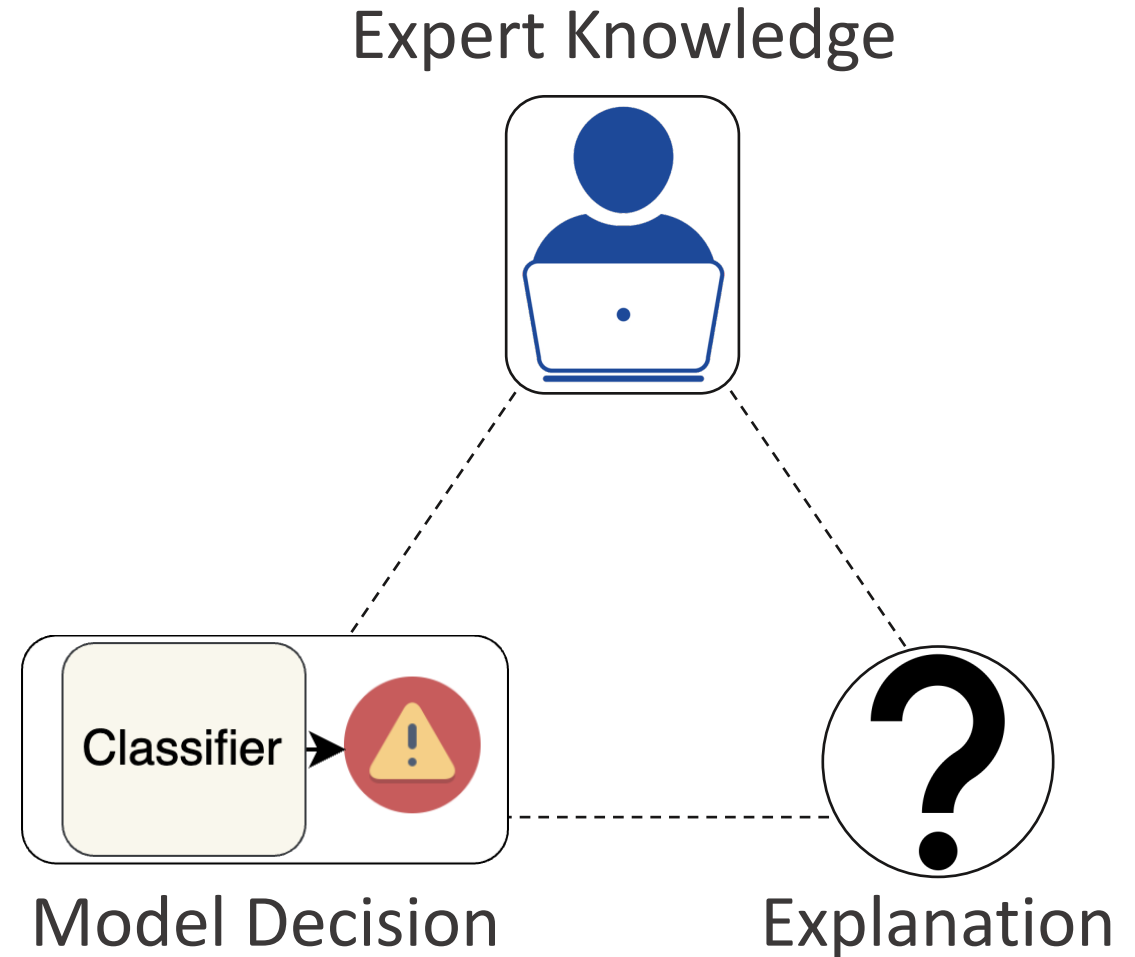 Expert Knowledge
Classifier
Model Decision
Explanation